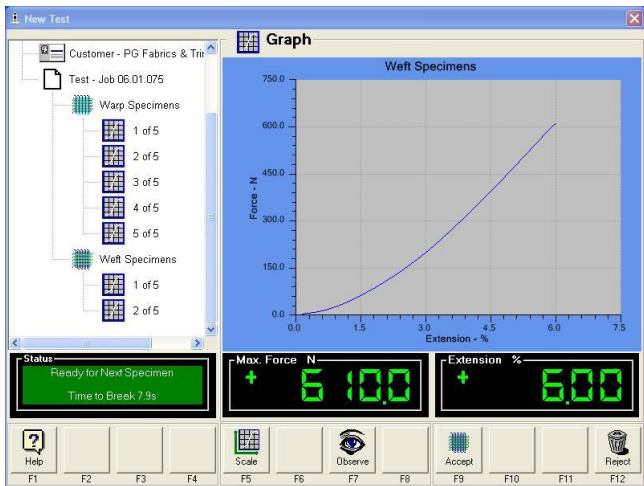 New Test
Customer - PG Fabrics & Trir
Test - Job 06.01.075
Warp Specimens
1 of 5
2 of 5
3 of 5
4 of 5
5 of 5
Weft Specimens
1 of 5
2 of 5
Graph
Weft Specimens
750.0
600.0
450.0
300.0
150.0
0.0
Force - N
0.0 1.5 3.0 4.5 6.0 7.5
Extension - %
Status
Ready for Next Specimen
Time to Break 7.9s
Max. Force N
+ 610.0
Extension %
+ 6.00
Help Scale Observe Accept Reject
F1 F2 F3 F4 F5 F6 F7 F8 F9 F10 F11 F12